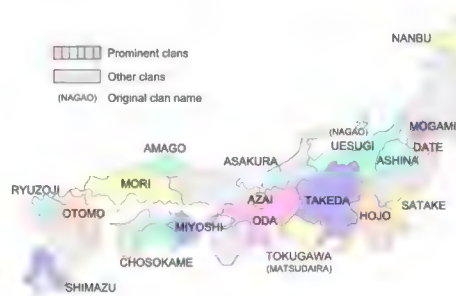 NANBU
Prominent clans
Other clans
(NAGAO) Original clan name
MOGAMI
(NAGAO)
UESUGI
DATE
AMAGO
ASAKURA
ASHINA
RYUZOJI
MORI
AZAI
TAKEDA
SATAKE
OTOMO
MIYOSHI
ODA
HOJO
CHOSOKAME
TOKUGAWA
(MATSUDAIRA)
SHIMAZU